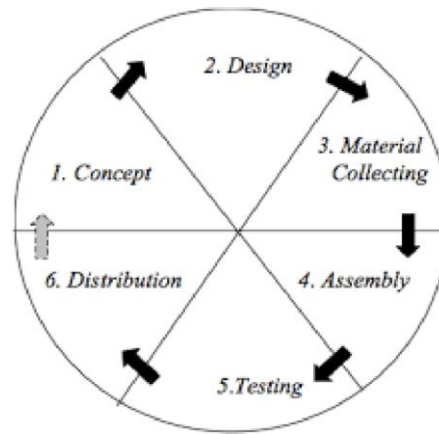 1. Concept
2. Design
3. Material
Collecting
4. Assembly
5.Testing
6. Distribution